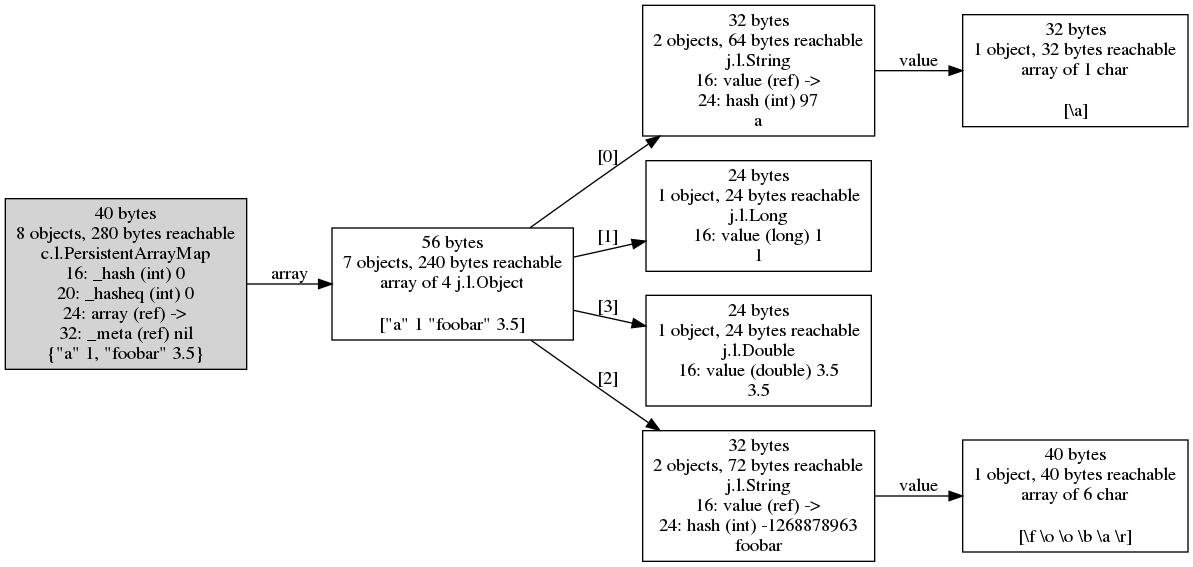 40 bytes
8 objects, 280 bytes reachable
c.l.PersistentArrayMap
16: _hash (int) 0
20: _hasheq (int) 0
24: array (ref) ->
32: _meta (ref) nil
{"a" 1, "foobar" 3.5}
array
56 bytes
7 objects, 240 bytes reachable
array of 4 j.l.Object
["a" 1 "foobar" 3.5]
[0]
32 bytes
2 objects, 64 bytes reachable
j.l.String
16: value (ref) ->
24: hash (int) 97
a
value
32 bytes
1 object, 32 bytes reachable
array of 1 char
[\a]
[1]
24 bytes
1 object, 24 bytes reachable
j.l.Long
16: value (long) 1
1
[3]
24 bytes
1 object, 24 bytes reachable
j.l.Double
16: value (double) 3.5
3.5
[2]
32 bytes
2 objects, 72 bytes reachable
j.l.String
16: value (ref) ->
24: hash (int) -1268878963
foobar
value
40 bytes
1 object, 40 bytes reachable
array of 6 char
[\f \o \o \b \a \r]